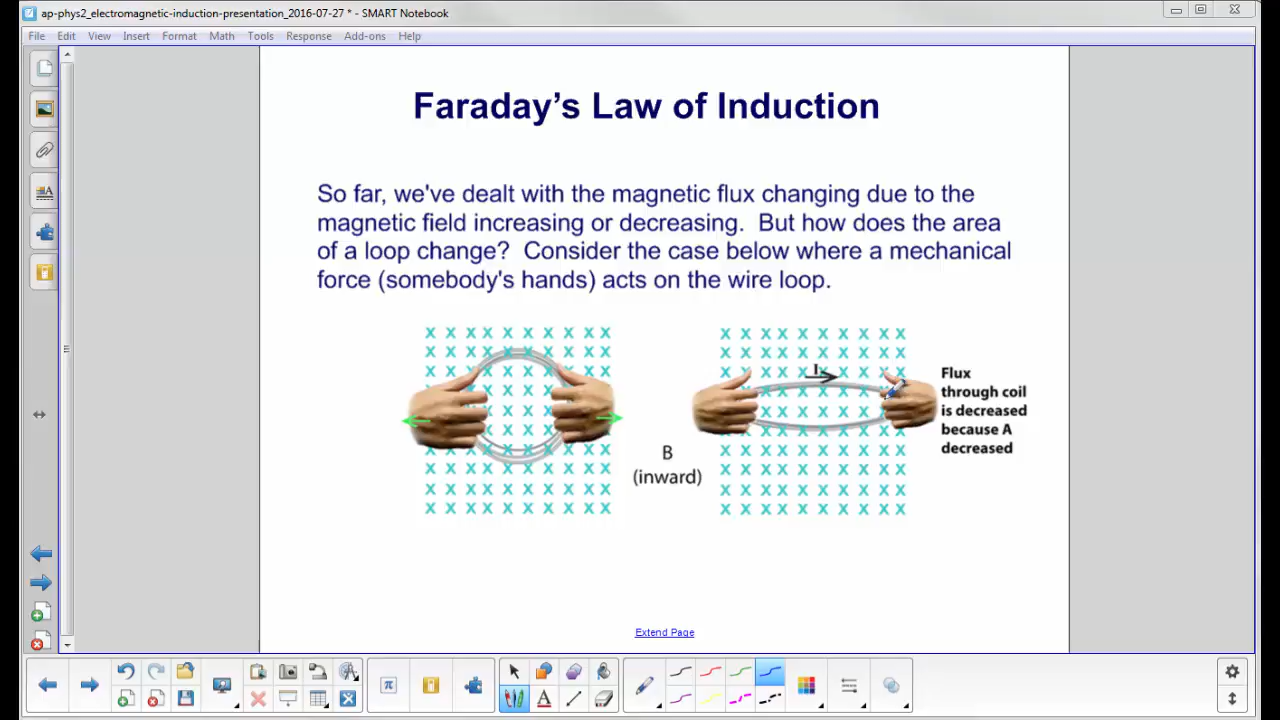 ap-phys2_electromagnetic-induction-presentation_2016-07-27 * - SMART Notebook
File Edit View Insert Format Math Tools Response Add-ons Help
Faraday's Law of Induction
So far, we've dealt with the magnetic flux changing due to the
magnetic field increasing or decreasing. But how does the area
of a loop change? Consider the case below where a mechanical
force (somebody's hands) acts on the wire loop.
x x x x x x x x x x
x x x x x x x x x x
I
B
(inward)
Flux
through coil
is decreased
because A
decreased
Extend Page
π
A